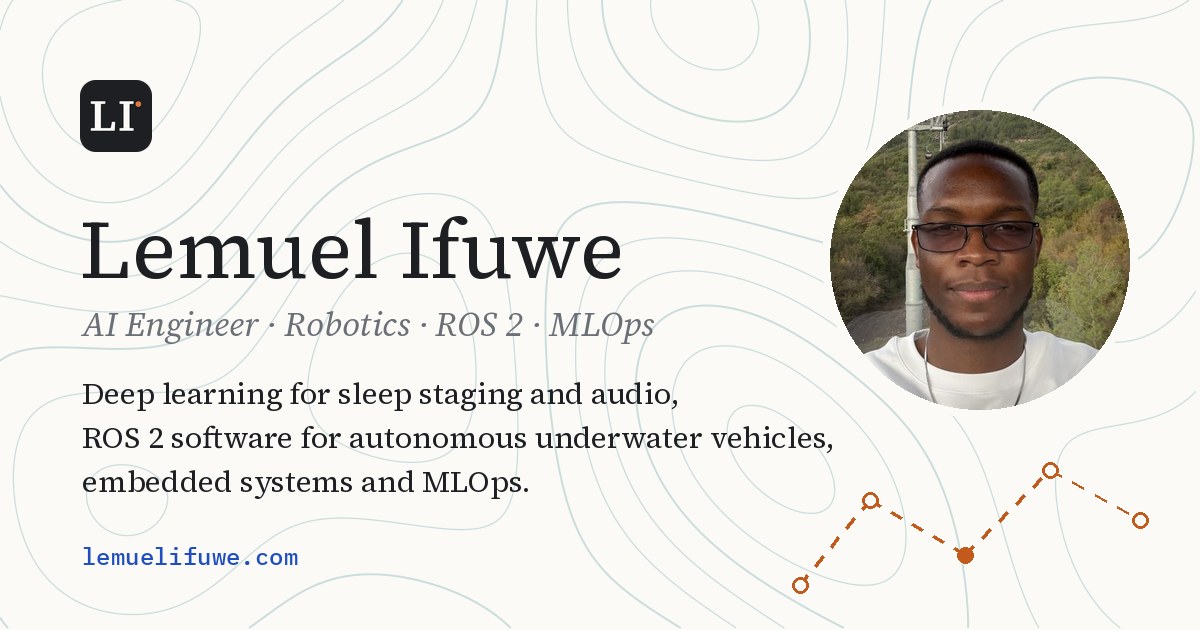 LI
Lemuel Ifuwe
AI Engineer · Robotics · ROS 2 · MLOps
Deep learning for sleep staging and audio,
ROS 2 software for autonomous underwater vehicles,
embedded systems and MLOps.
lemuelifuwe.com